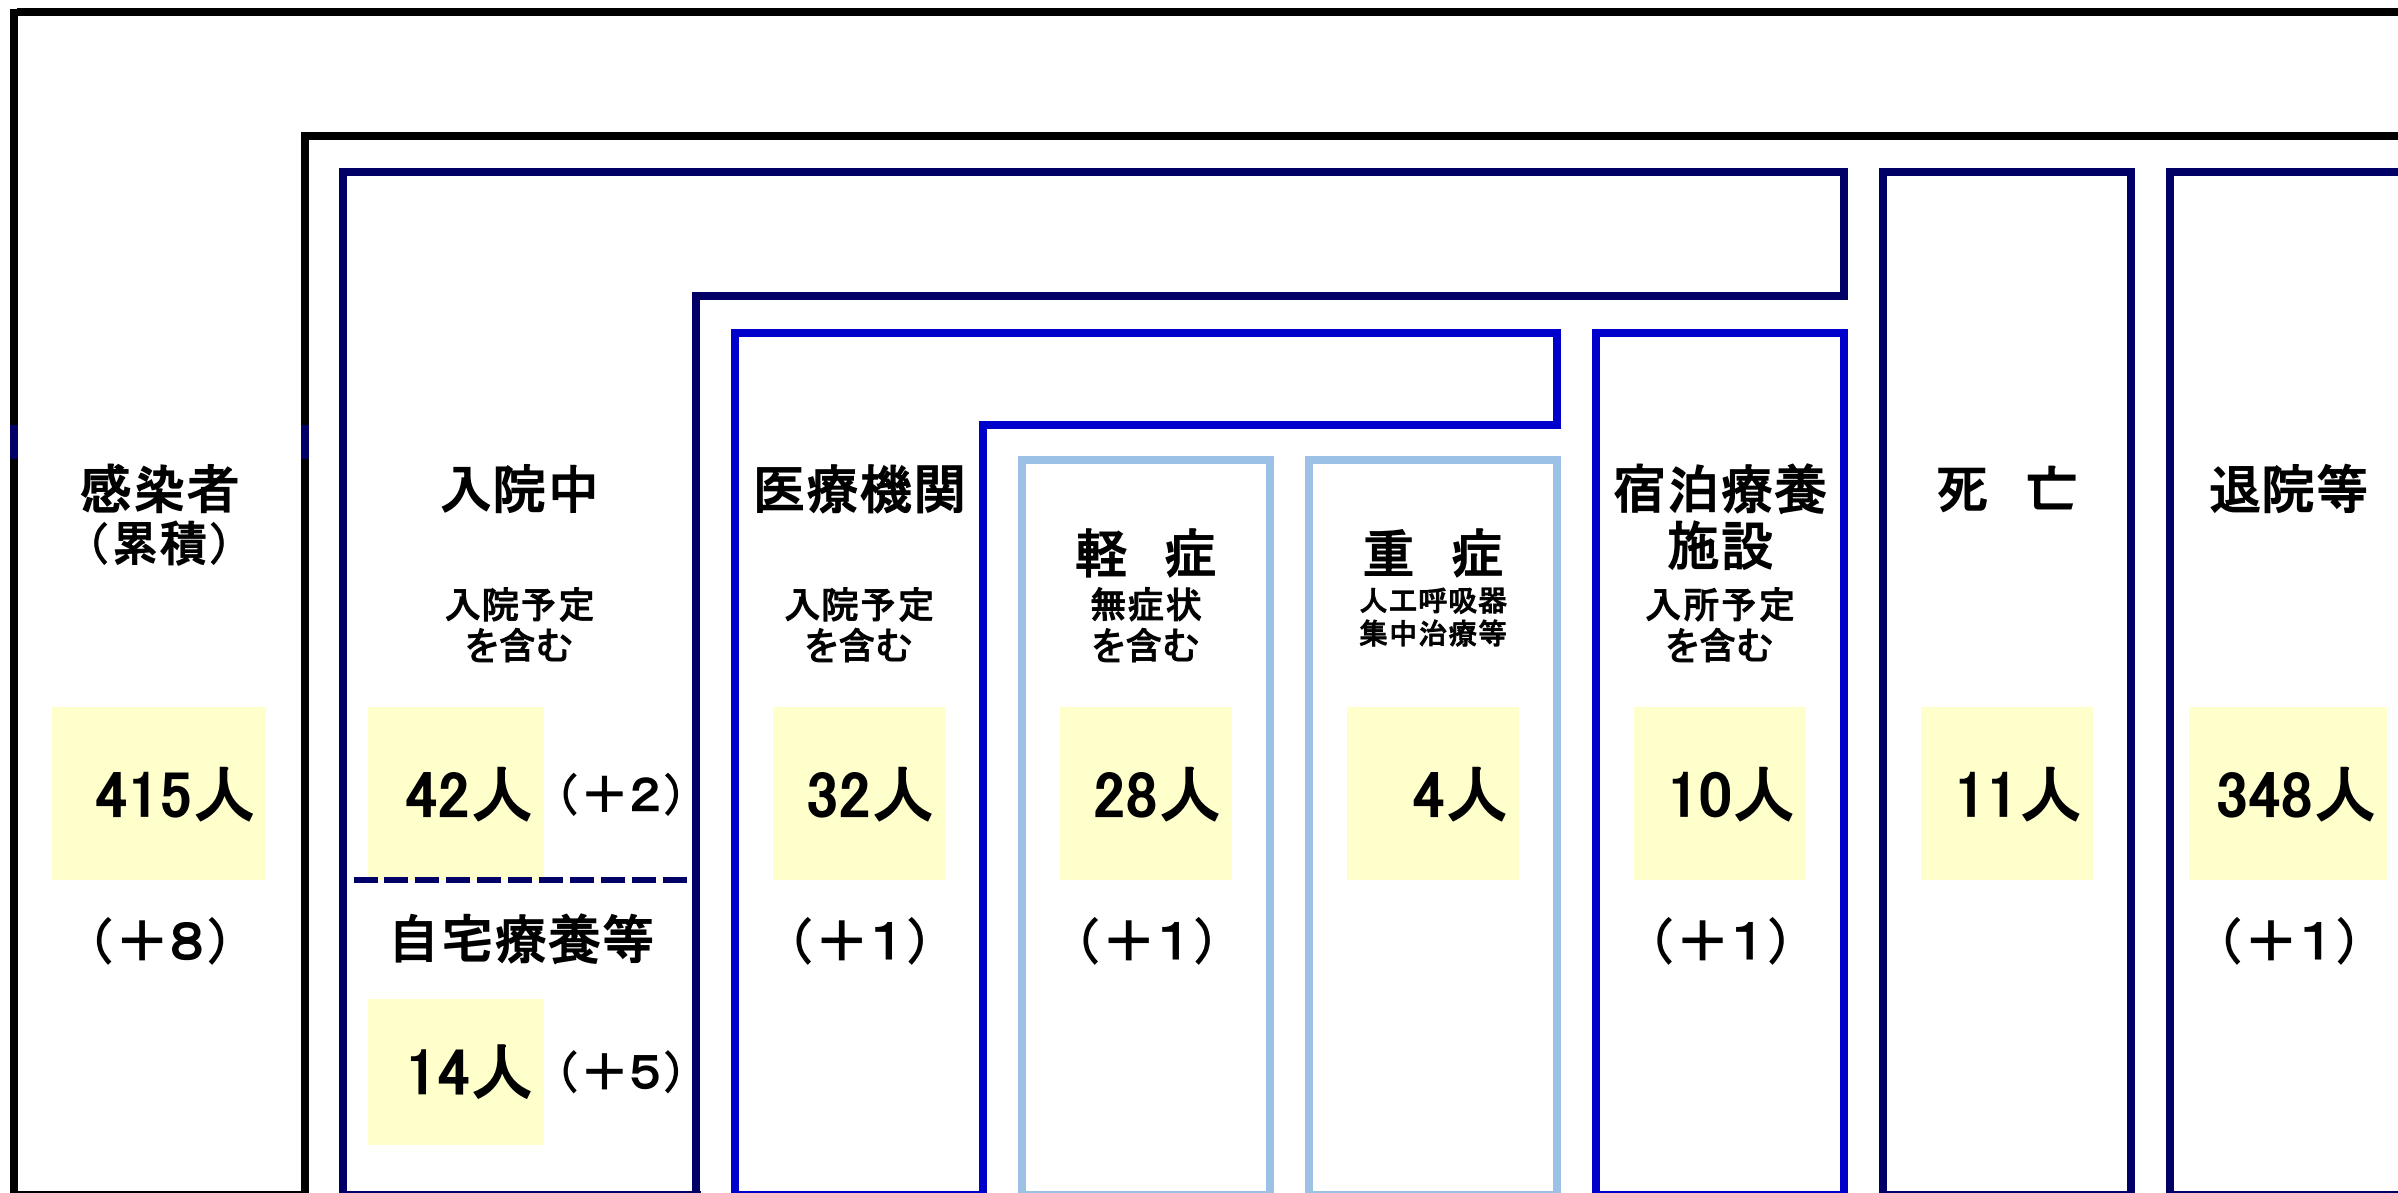 感染者
（累積）
415人
（＋8）
入院中
入院予定
を含む
42人（＋2）
自宅療養等
14人（＋5）
医療機関
入院予定
を含む
32人
（＋1）
軽　症
無症状
を含む
28人
（＋1）
重　症
人工呼吸器
集中治療等
4人
宿泊療養
施設
入所予定
を含む
10人
（＋1）
死　亡
11人
退院等
348人
（＋1）